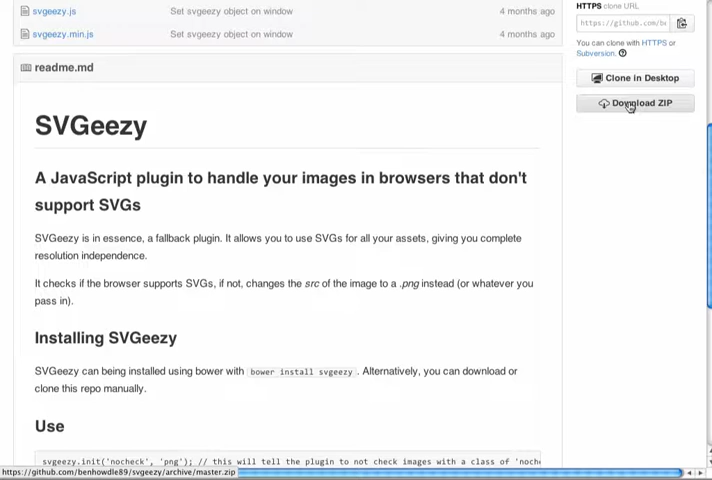 svgeezy.js Set svgeezy object on window 4 months ago
svgeezy.min.js Set svgeezy object on window 4 months ago
readme.md
SVGeezy
A JavaScript plugin to handle your images in browsers that don't
support SVGs
SVGeezy is in essence, a fallback plugin. It allows you to use SVGs for all your assets, giving you complete
resolution independence.
It checks if the browser supports SVGs, if not, changes the src of the image to a .png instead (or whatever you
pass in).
Installing SVGeezy
SVGeezy can being installed using bower with bower install svgeezy . Alternatively, you can download or
clone this repo manually.
Use
svgeezy.init('nocheck', 'png'); // this will tell the plugin to not check images with a class of 'noche
https://github.com/benhowdle89/svgeezy/archive/master.zip
HTTPS clone URL
https://github.com/be
You can clone with HTTPS or
Subversion.
Clone in Desktop
Download ZIP